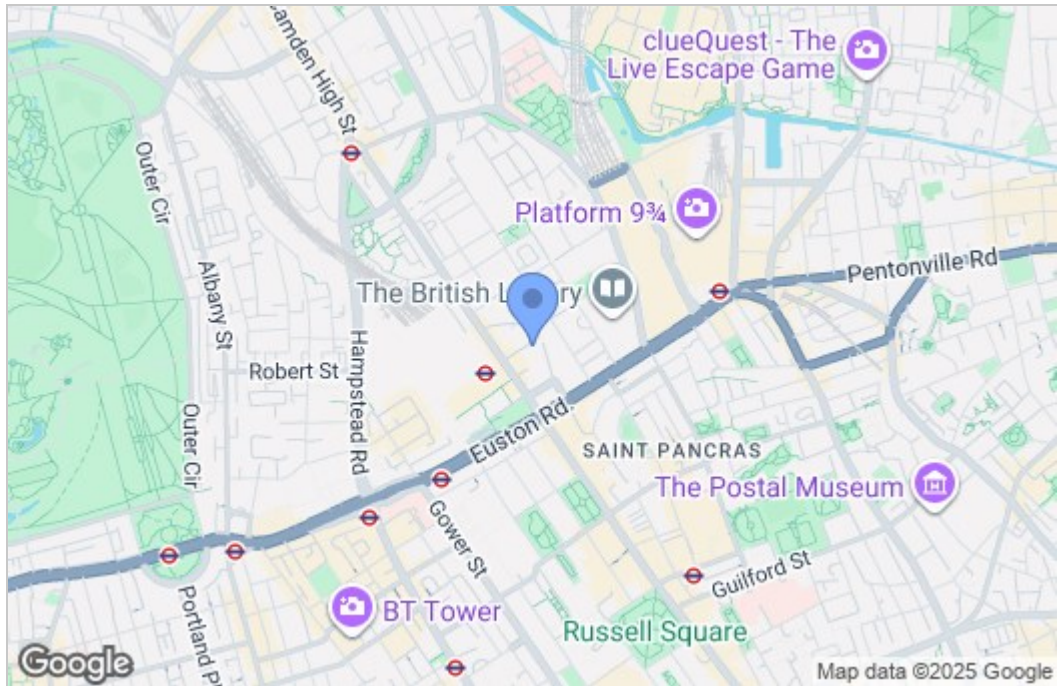 Camden High St
clueQuest - The
Live Escape Game
Outer Cir
Platform 9¾
Albany St
Pentonville Rd
The British L
ry
Hampstead Rd
Robert St
Outer Cir
Euston Rd
SAINT PANCRAS
The Postal Museum
Gower St
Guilford St
Portland Pl
BT Tower
Russell Square
Google
Map data ©2025 Google